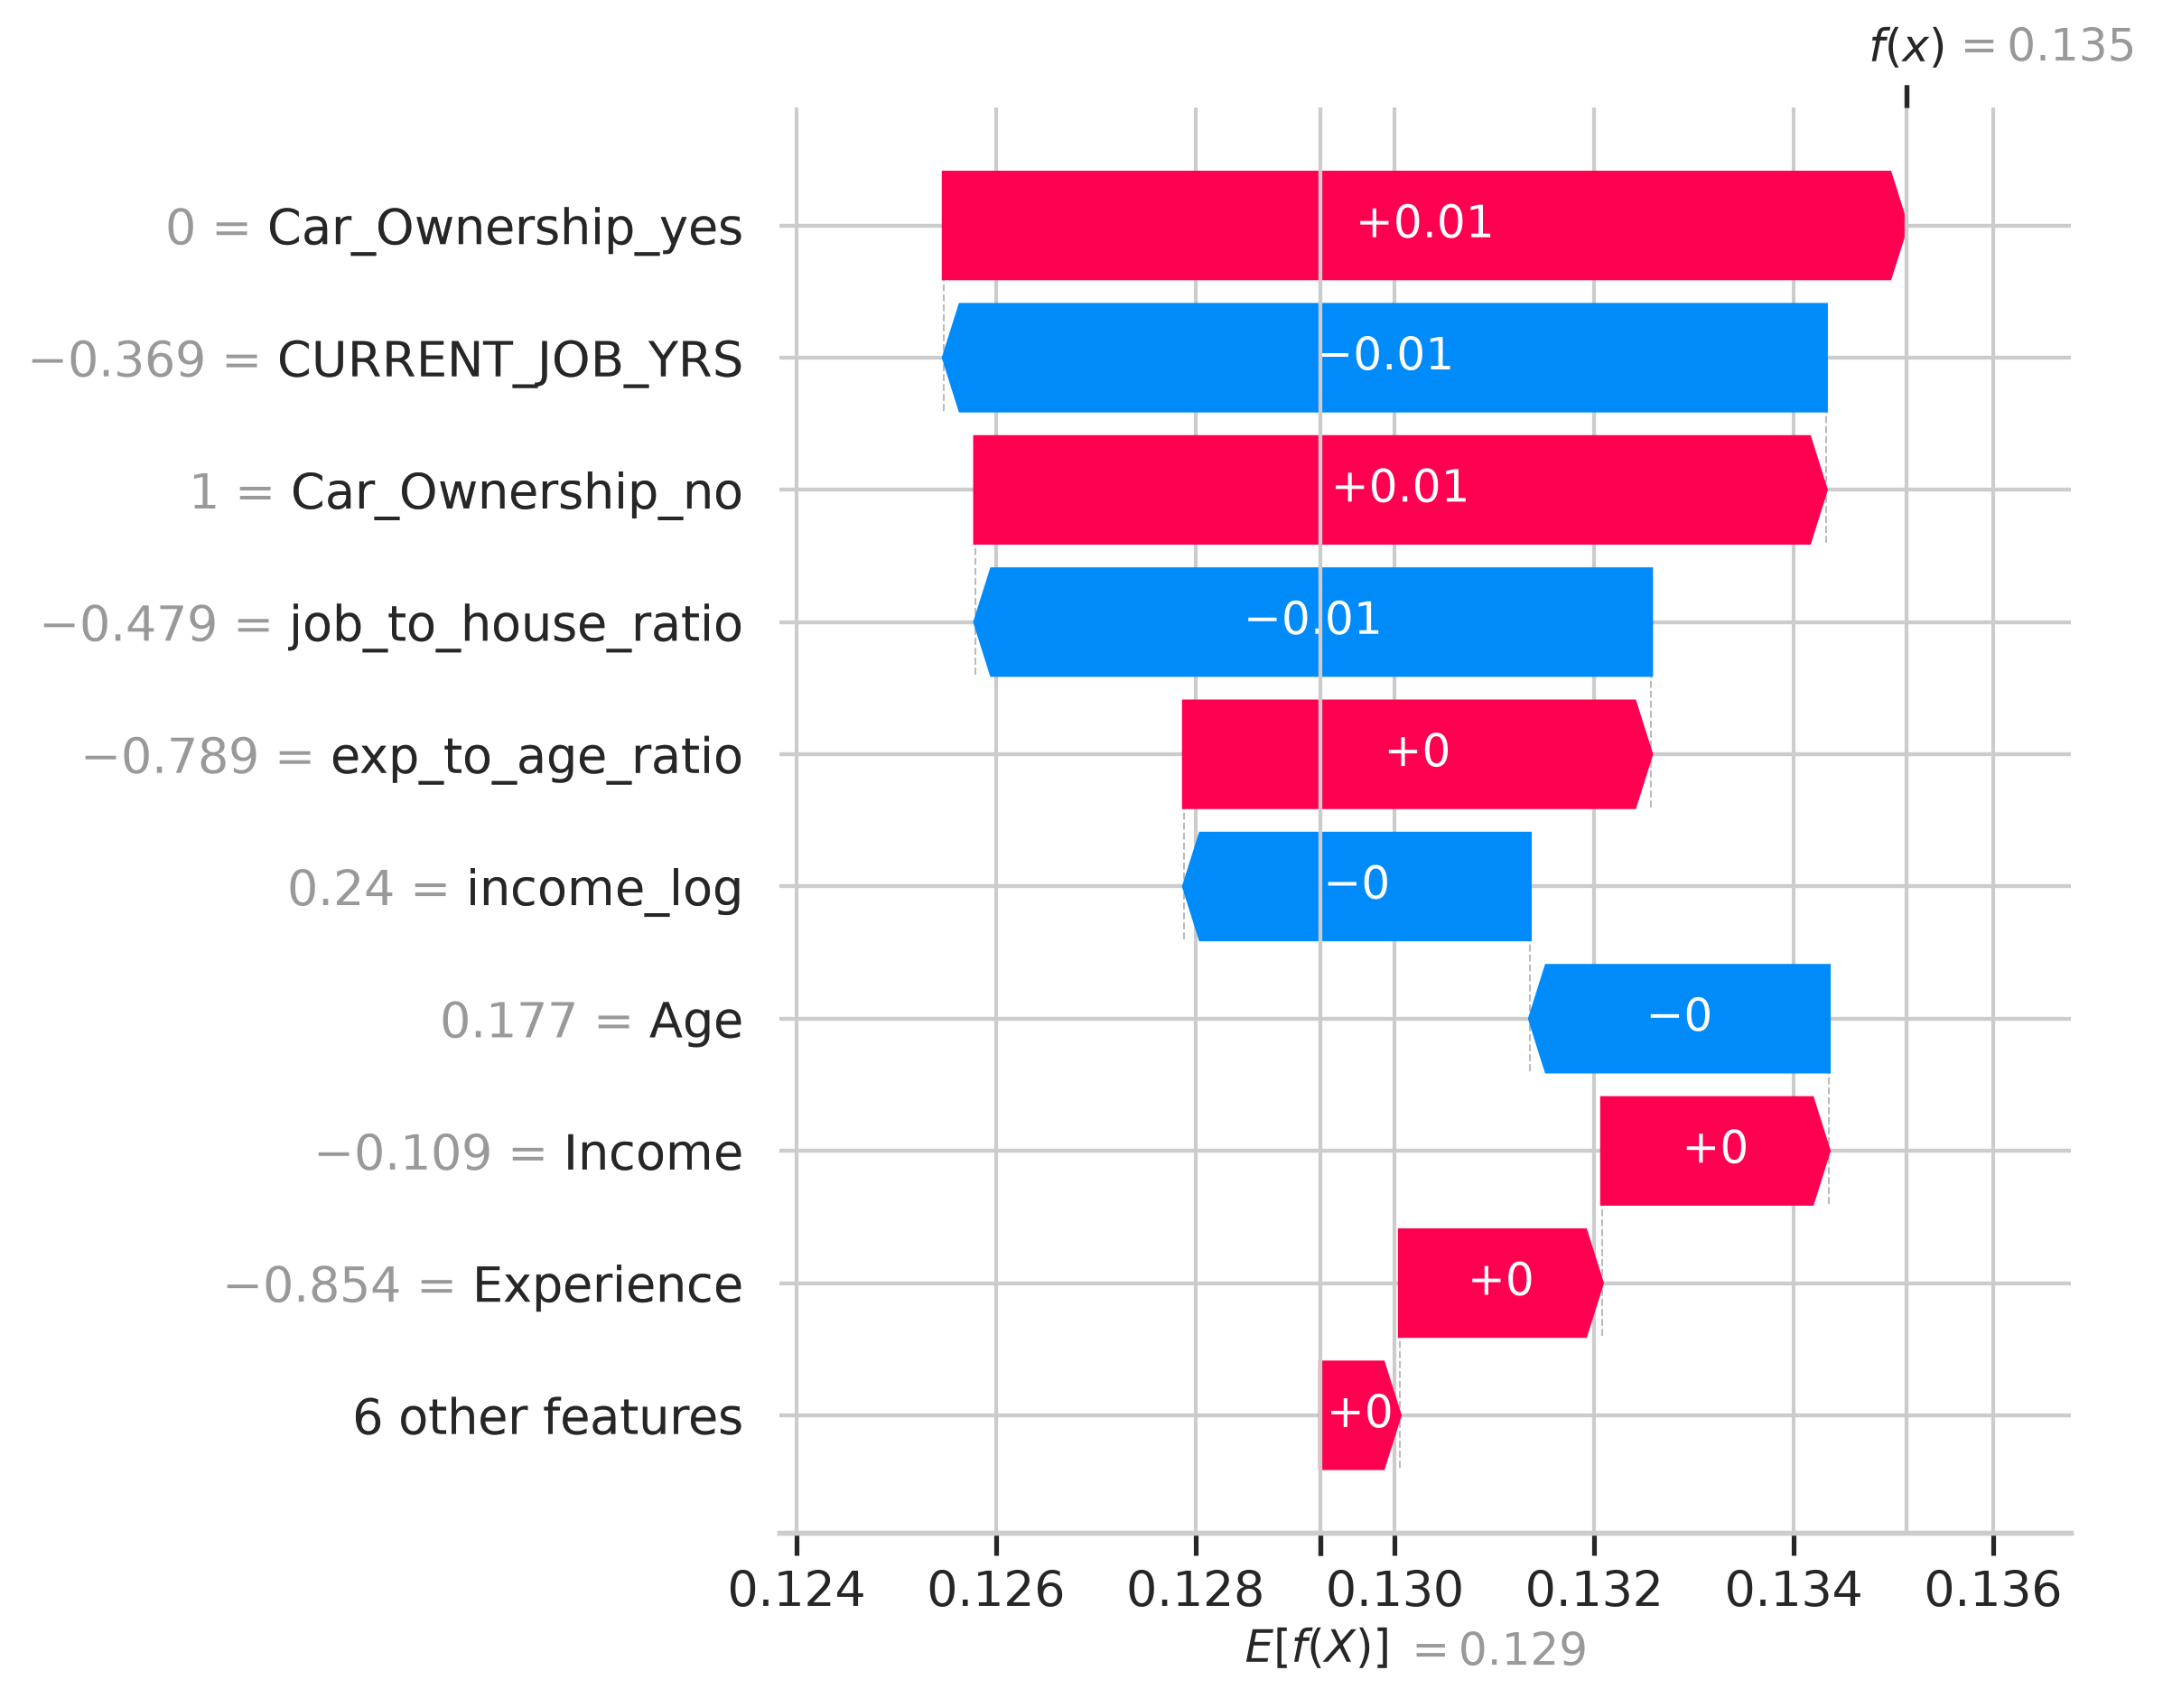 f(x) = 0.135
0 = Car_Ownership_yes
+0.01
−0.369 = CURRENT_JOB_YRS
−0.01
1 = Car_Ownership_no
+0.01
−0.479 = job_to_house_ratio
−0.01
−0.789 = exp_to_age_ratio
+0
0.24 = income_log
−0
0.177 = Age
−0
−0.109 = Income
+0
−0.854 = Experience
+0
6 other features
+0
0.124 0.126 0.128 0.130 0.132 0.134 0.136
E[f(X)] = 0.129